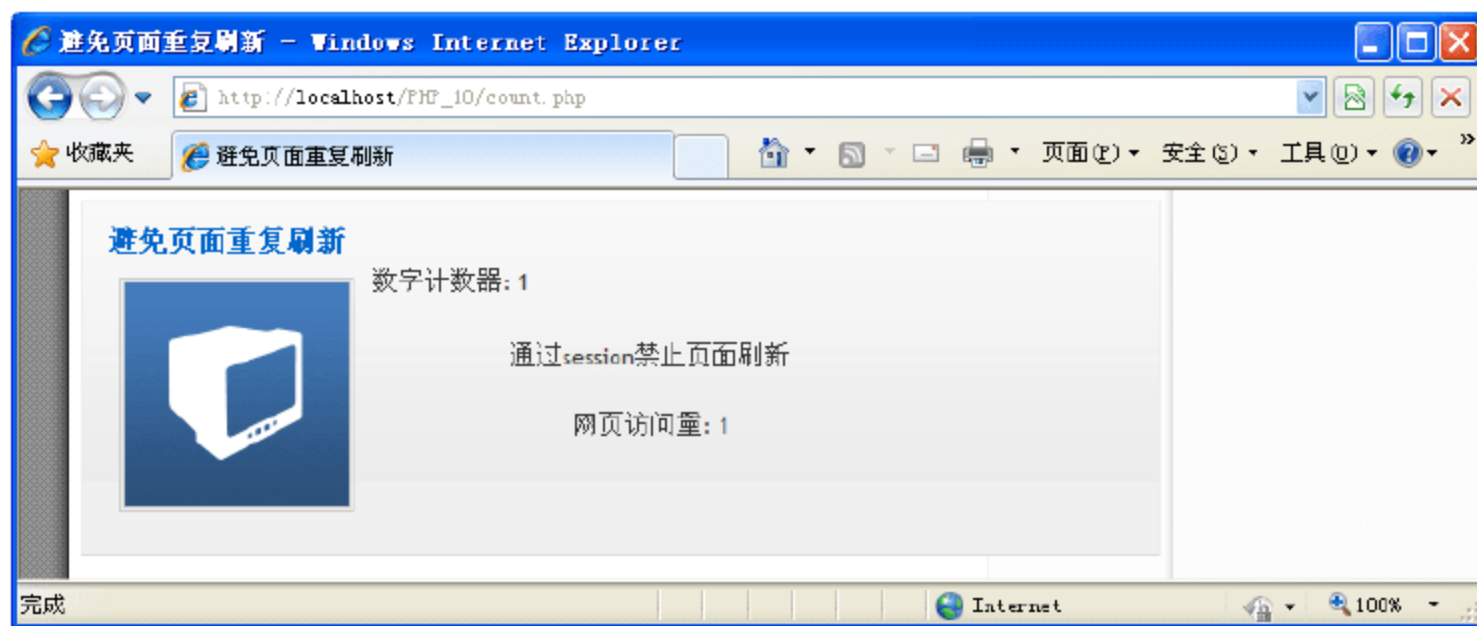 避免页面重复刷新 - Windows Internet Explorer
http://localhost/PHP_10/count.php
收藏夹 避免页面重复刷新 页面(P) 安全(S) 工具(O) »
避免页面重复刷新
数字计数器: 1
通过session禁止页面刷新
网页访问量: 1
完成 Internet 100%